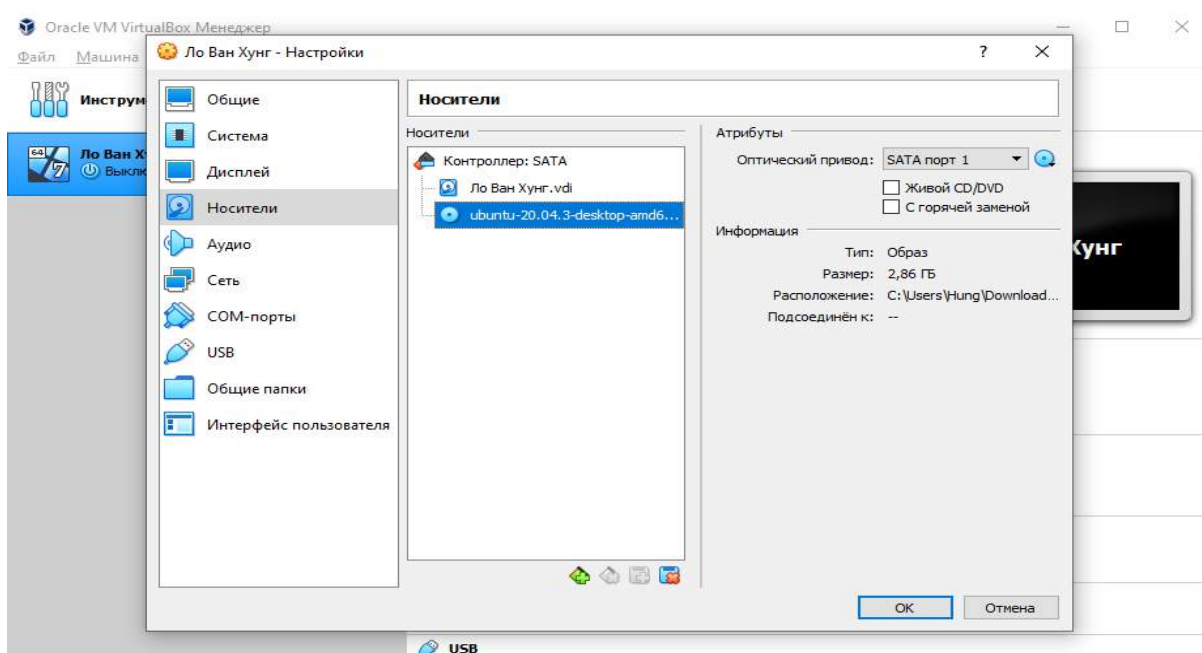 Oracle VM VirtualBox Менеджер
Файл Машина
Инструм
64
7
Ло Ван Х
Выклю
Ло Ван Хунг - Настройки
? 
Общие
Система
Дисплей
Носители
Аудио
Сеть
COM-порты
USB
Общие папки
Интерфейс пользователя
Носители
Носители
Контроллер: SATA
Ло Ван Хунг.vdi
ubuntu-20.04.3-desktop-amd6...
Атрибуты
Оптический привод: SATA порт 1
Живой CD/DVD
С горячей заменой
Информация
Тип: Образ
Размер: 2,86 ГБ
Расположение: C:\Users\Hung\Download...
Подсоединён к: --
OK Отмена
Хунг
USB